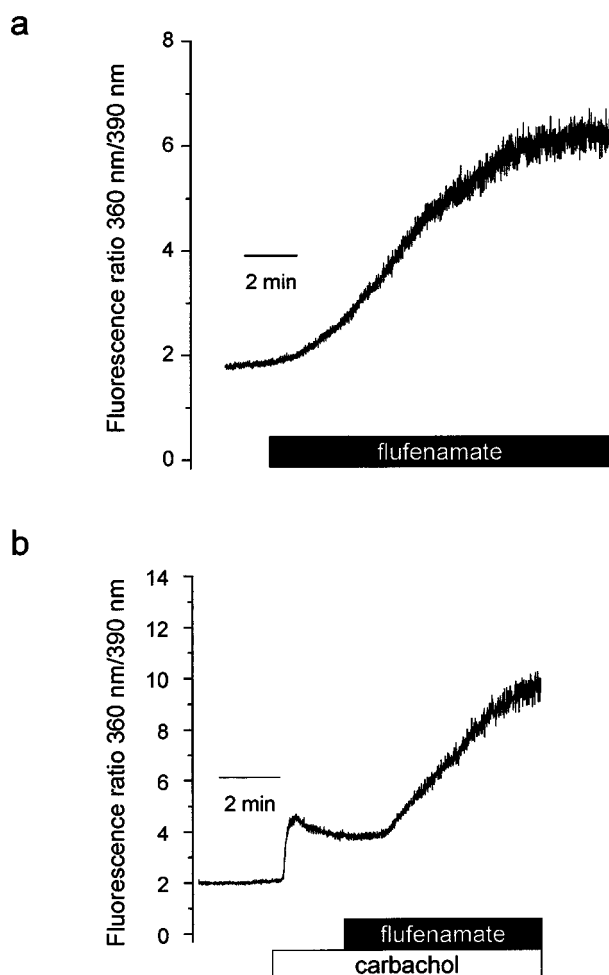 a
Fluorescence ratio 360 nm/390 nm
8
6
4
2
0
2 min
flufenamate
b
Fluorescence ratio 360 nm/390 nm
14
12
10
8
6
4
2
0
2 min
flufenamate
carbachol